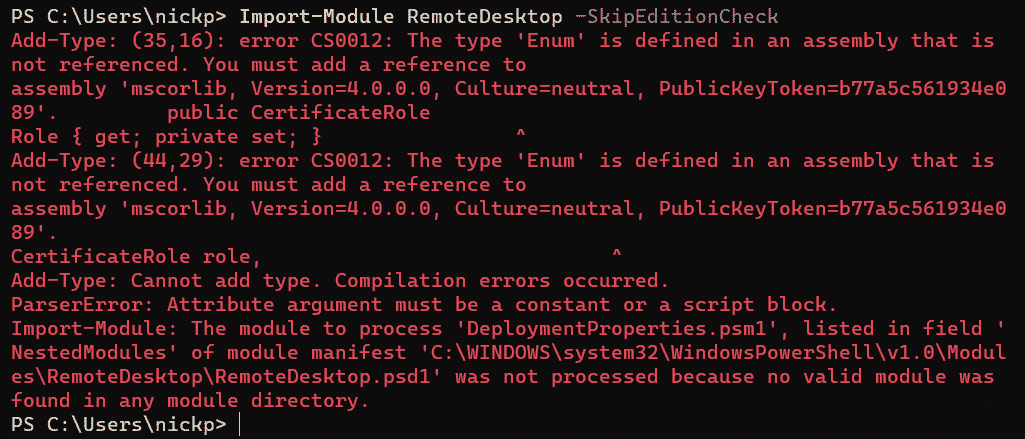 PS C:\Users\nickp> Import-Module RemoteDesktop -SkipEditionCheck
Add-Type: (35,16): error CS0012: The type 'Enum' is defined in an assembly that is
not referenced. You must add a reference to
assembly 'mscorlib, Version=4.0.0.0, Culture=neutral, PublicKeyToken=b77a5c561934e0
89'.         public CertificateRole
Role { get; private set; }                ^
Add-Type: (44,29): error CS0012: The type 'Enum' is defined in an assembly that is
not referenced. You must add a reference to
assembly 'mscorlib, Version=4.0.0.0, Culture=neutral, PublicKeyToken=b77a5c561934e0
89'.
CertificateRole role,                             ^
Add-Type: Cannot add type. Compilation errors occurred.
ParserError: Attribute argument must be a constant or a script block.
Import-Module: The module to process 'DeploymentProperties.psm1', listed in field '
NestedModules' of module manifest 'C:\WINDOWS\system32\WindowsPowerShell\v1.0\Modul
es\RemoteDesktop\RemoteDesktop.psd1' was not processed because no valid module was
found in any module directory.
PS C:\Users\nickp>